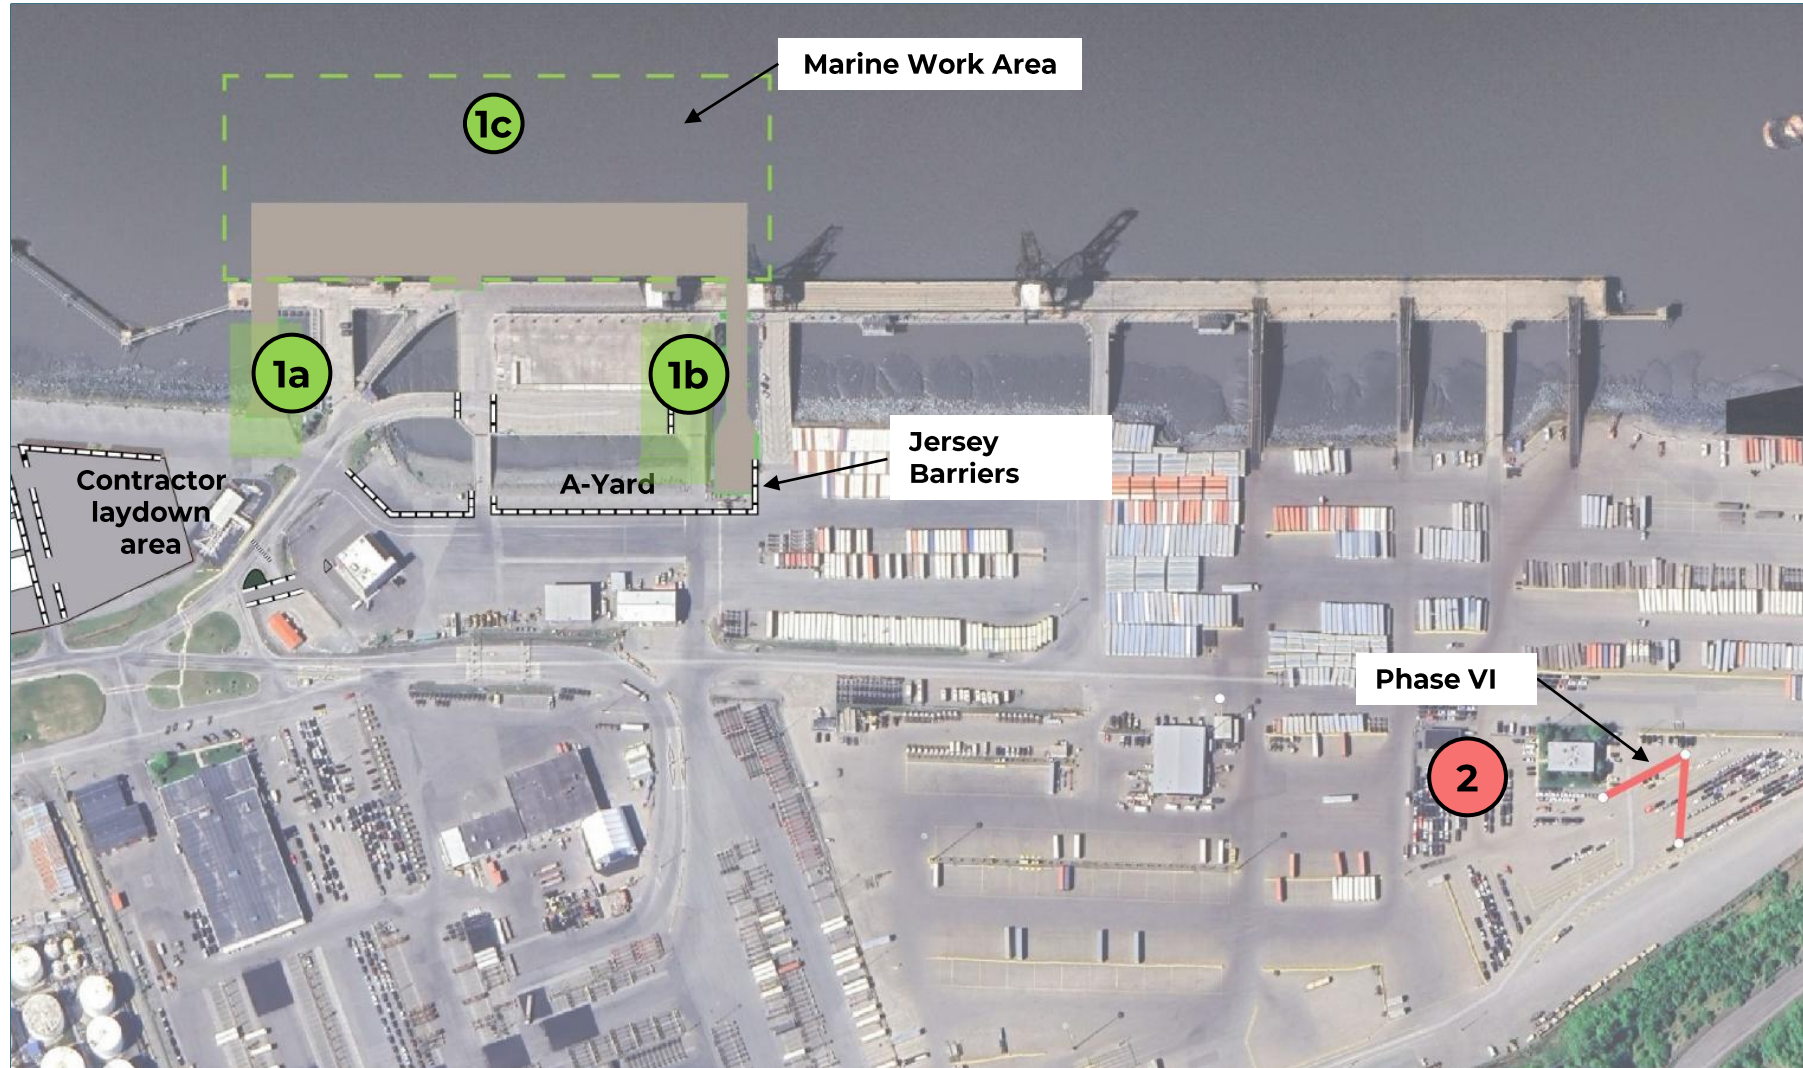 Marine Work Area
1c
1a
1b
Jersey
Barriers
Contractor
laydown
area
A-Yard
Phase VI
2